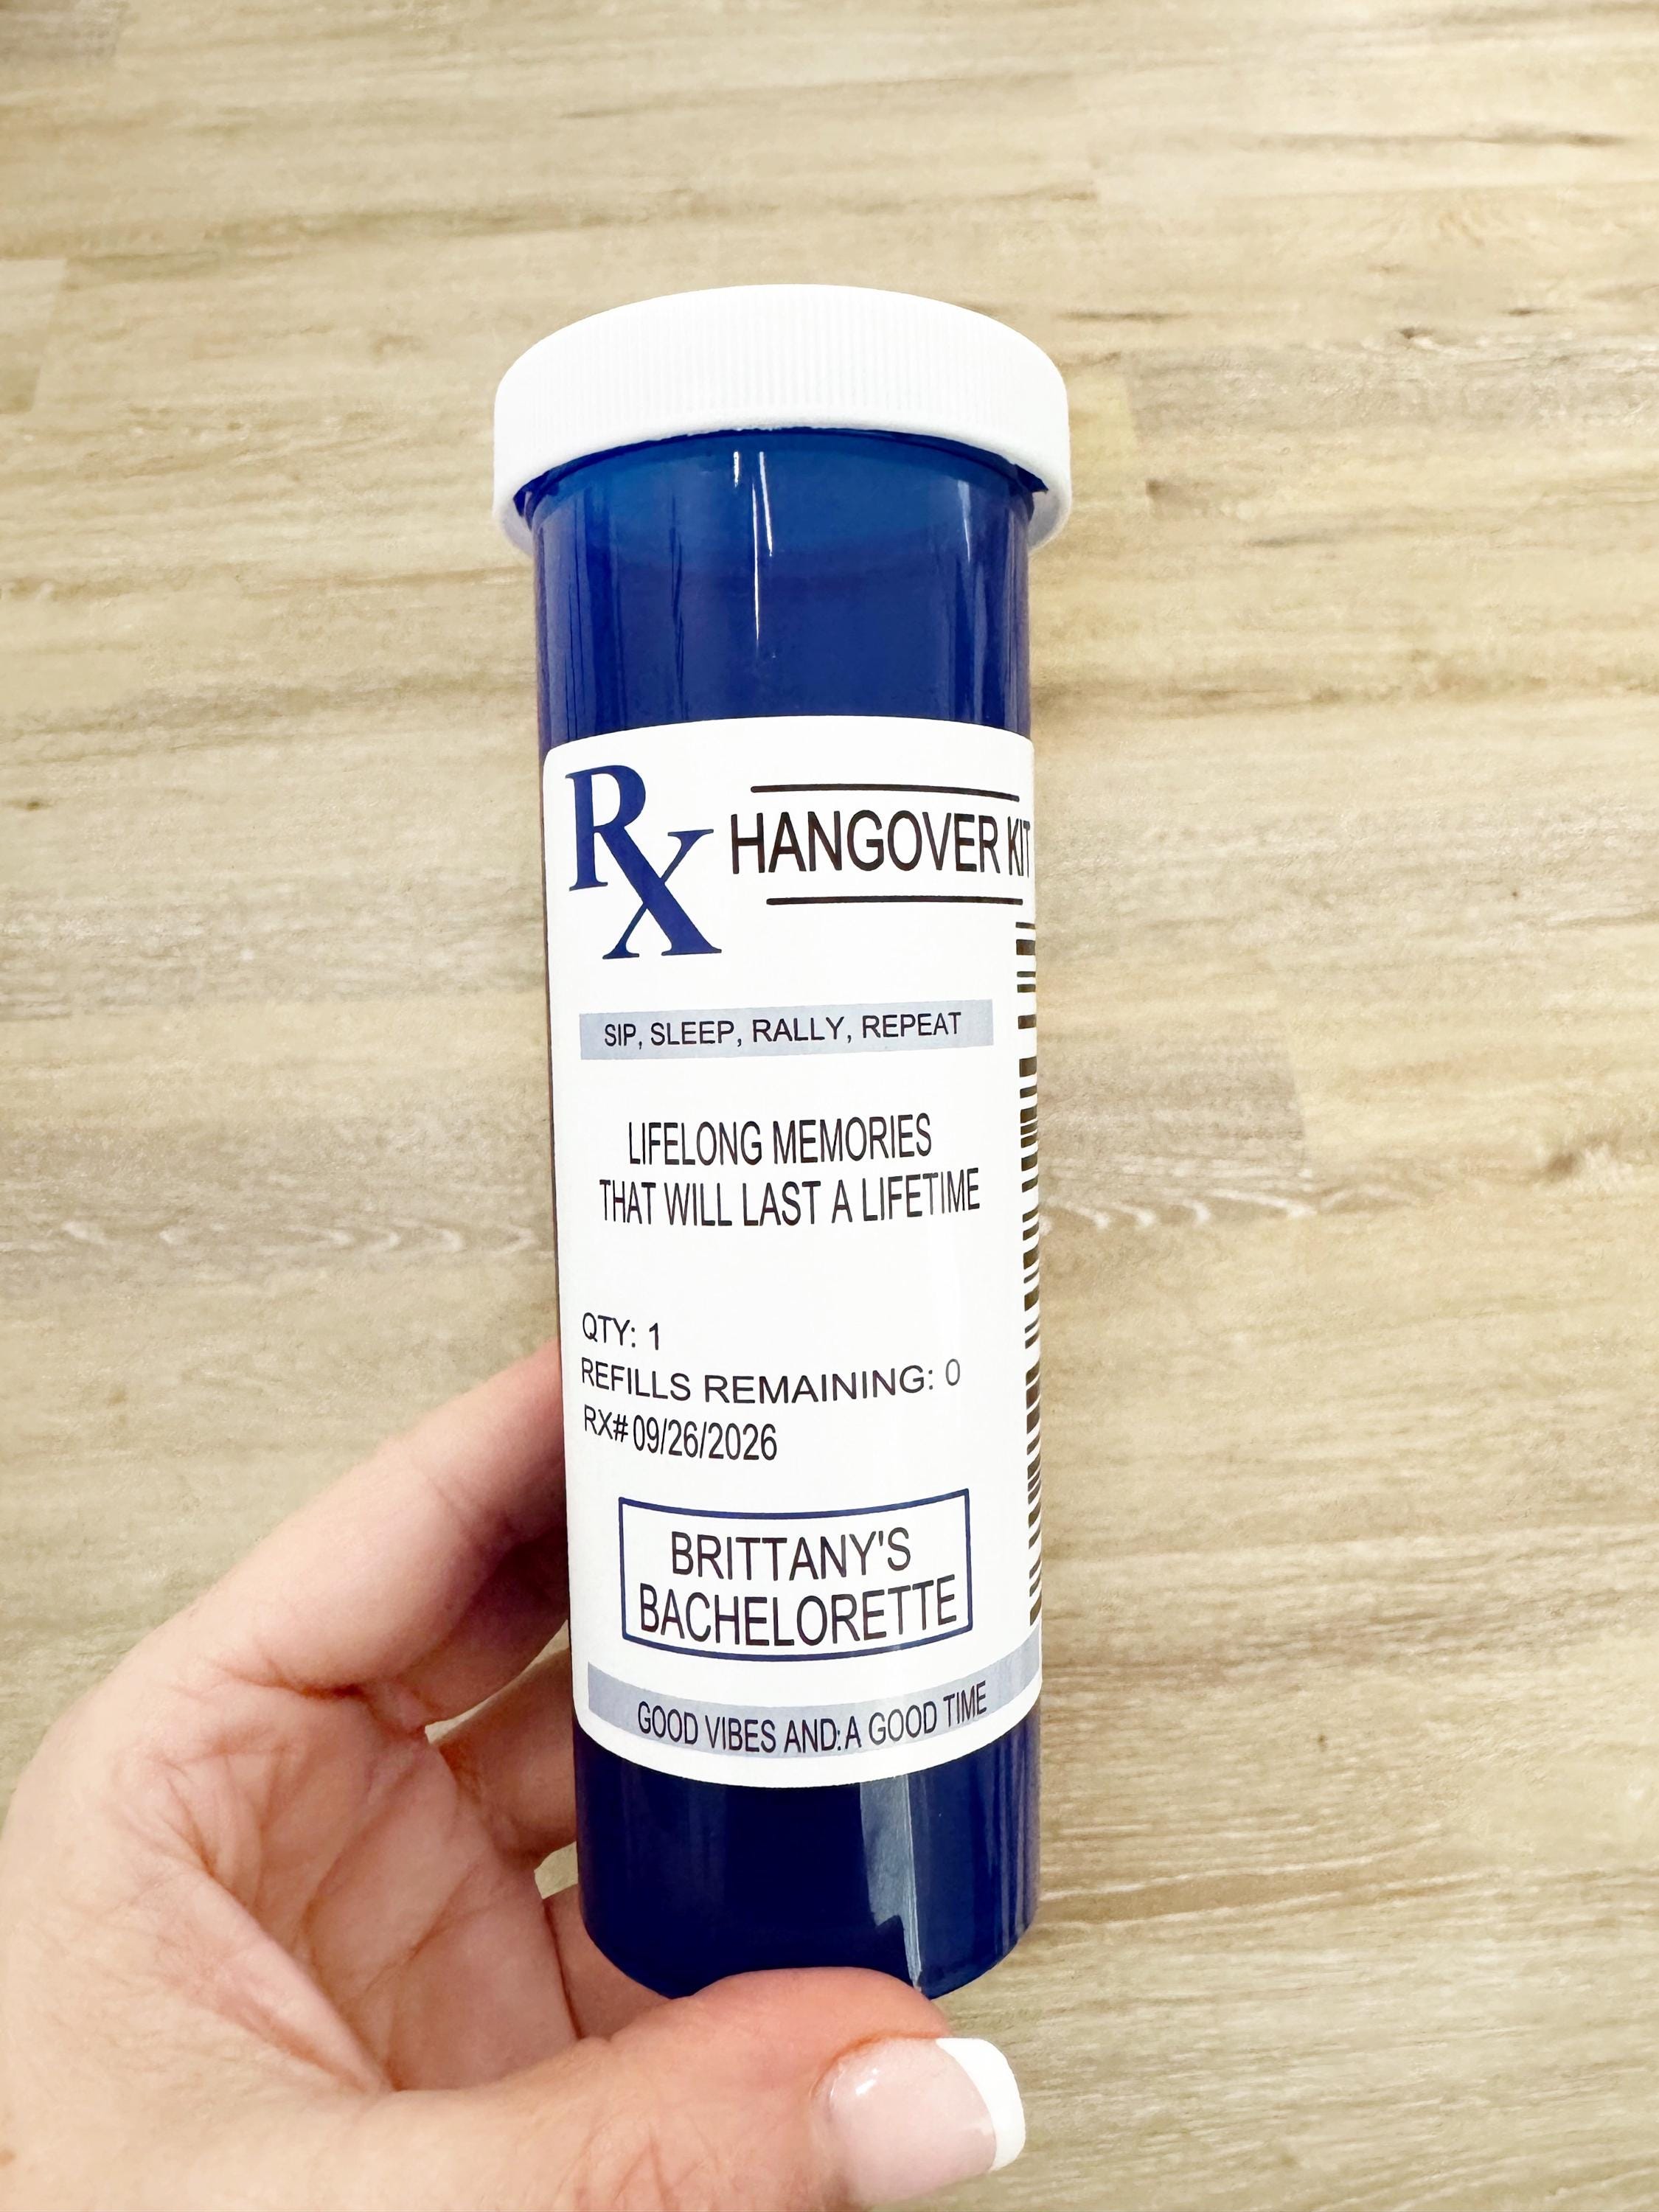 RX HANGOVER KIT
SIP, SLEEP, RALLY, REPEAT
LIFELONG MEMORIES
THAT WILL LAST A LIFETIME
QTY: 1
REFILLS REMAINING: 0
RX# 09/26/2026
BRITTANY'S
BACHELORETTE
GOOD VIBES AND:A GOOD TIME